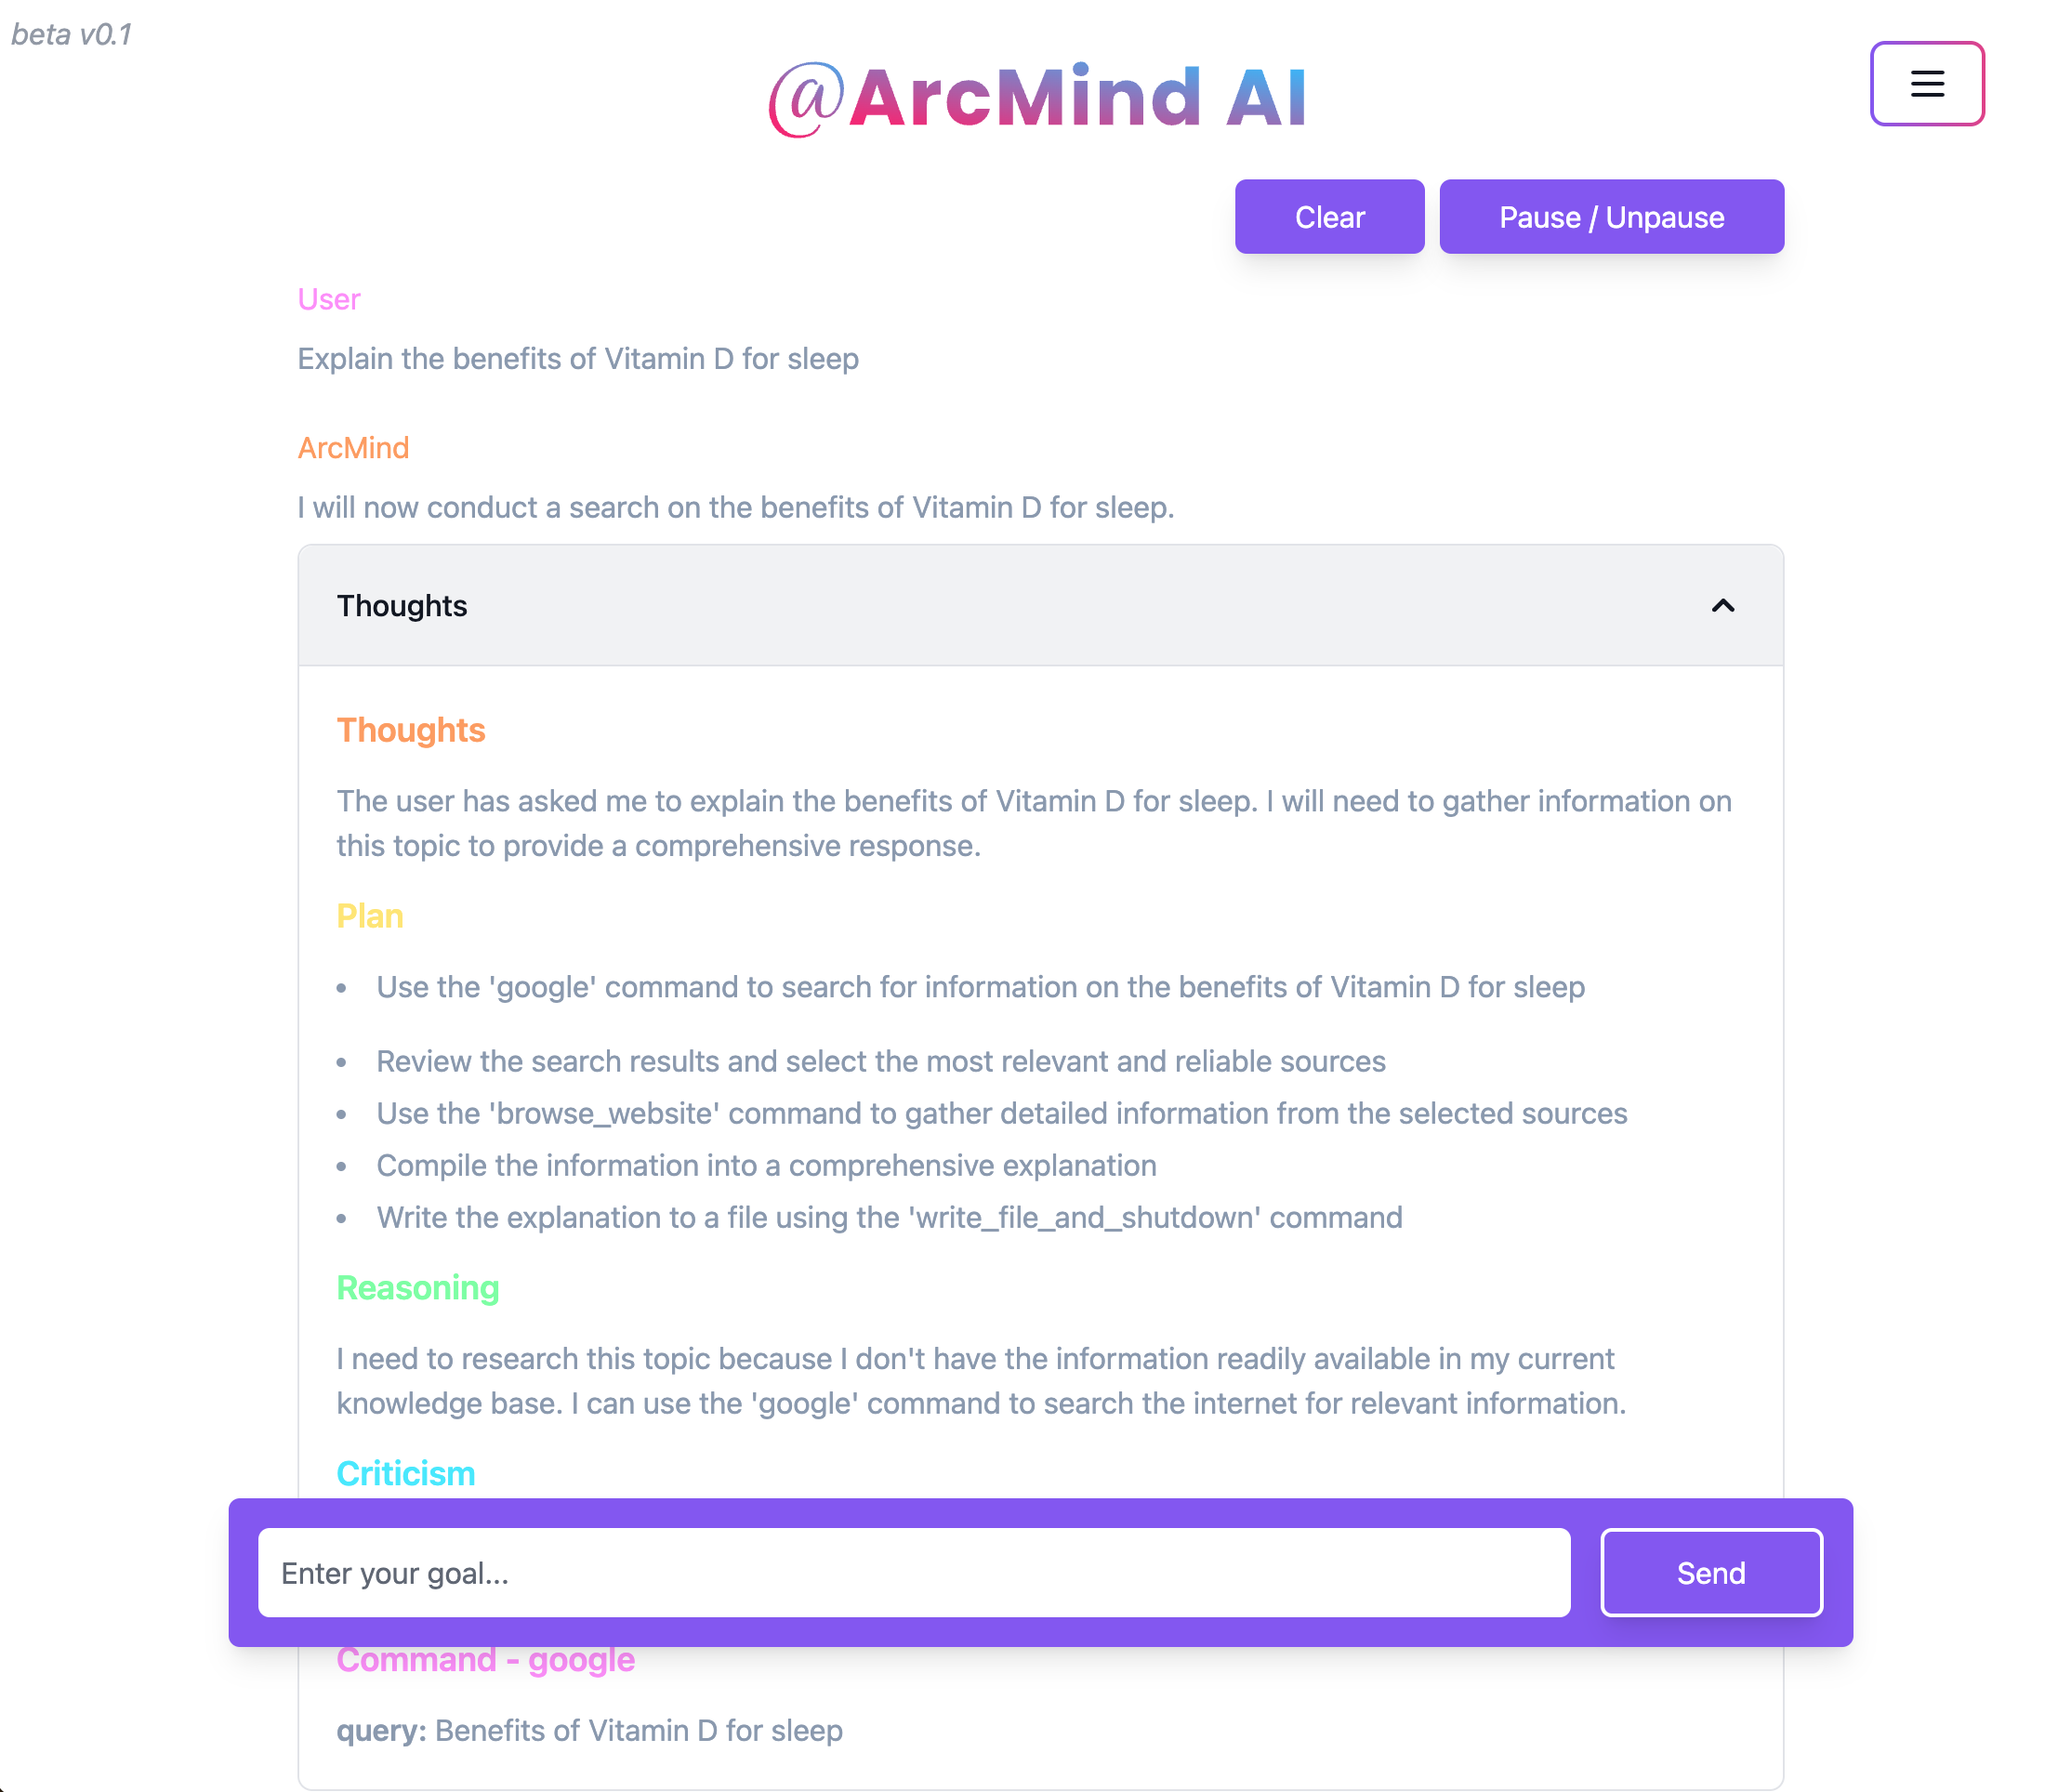 beta v0.1
@ArcMind AI
Clear
Pause / Unpause
User
Explain the benefits of Vitamin D for sleep
ArcMind
I will now conduct a search on the benefits of Vitamin D for sleep.
Thoughts
Thoughts
The user has asked me to explain the benefits of Vitamin D for sleep. I will need to gather information on
this topic to provide a comprehensive response.
Plan
• Use the 'google' command to search for information on the benefits of Vitamin D for sleep
• Review the search results and select the most relevant and reliable sources
• Use the 'browse_website' command to gather detailed information from the selected sources
• Compile the information into a comprehensive explanation
• Write the explanation to a file using the 'write_file_and_shutdown' command
Reasoning
I need to research this topic because I don't have the information readily available in my current
knowledge base. I can use the 'google' command to search the internet for relevant information.
Criticism
Enter your goal...
Send
Command - google
query: Benefits of Vitamin D for sleep